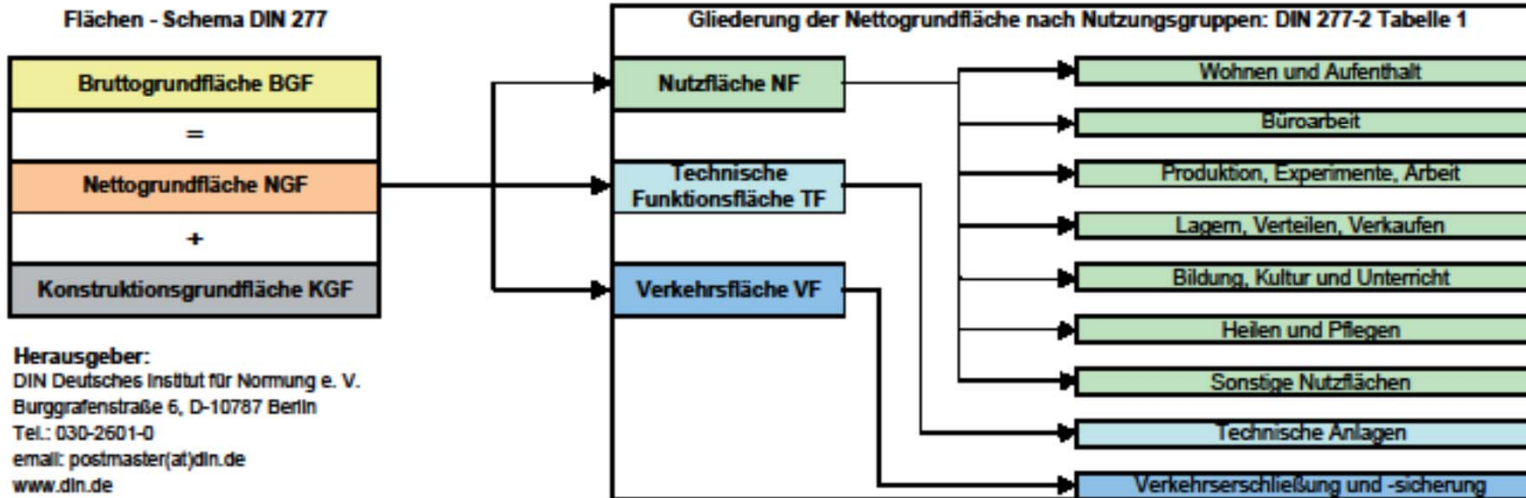 Flächen - Schema DIN 277
Bruttogrundfläche BGF
=
Nettogrundfläche NGF
+
Konstruktionsgrundfläche KGF
Herausgeber:
DIN Deutsches Institut für Normung e. V.
Burggrafenstraße 6, D-10787 Berlin
Tel.: 030-2601-0
email: postmaster(at)din.de
www.din.de
Gliederung der Nettogrundfläche nach Nutzungsgruppen: DIN 277-2 Tabelle 1
Nutzfläche NF
Technische
Funktionsfläche TF
Verkehrsfläche VF
Wohnen und Aufenthalt
Büroarbeit
Produktion, Experimente, Arbeit
Lagern, Verteilen, Verkaufen
Bildung, Kultur und Unterricht
Heilen und Pflegen
Sonstige Nutzflächen
Technische Anlagen
Verkehrserschließung und -sicherung